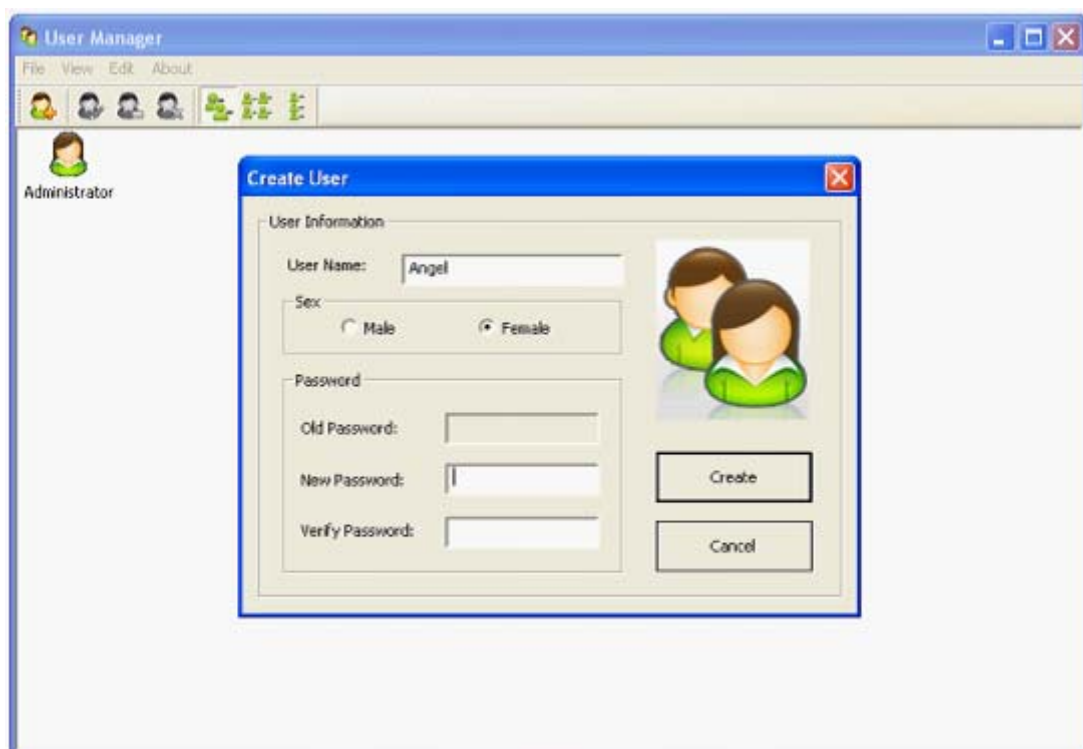 User Manager
File View Edit About
Administrator
Create User
User Information
User Name: Angel
Sex
Male Female
Password
Old Password:
New Password:
Verify Password:
Create
Cancel